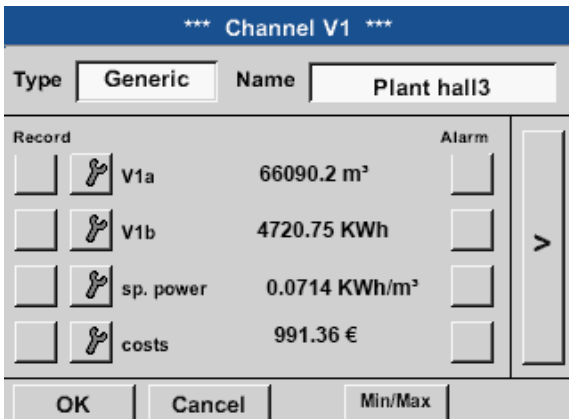 *** Channel V1 ***
Type Generic Name Plant hall3
Record Alarm
V1a 66090.2 m³
V1b 4720.75 KWh
>
sp. power 0.0714 KWh/m³
costs 991.36 €
OK Cancel Min/Max